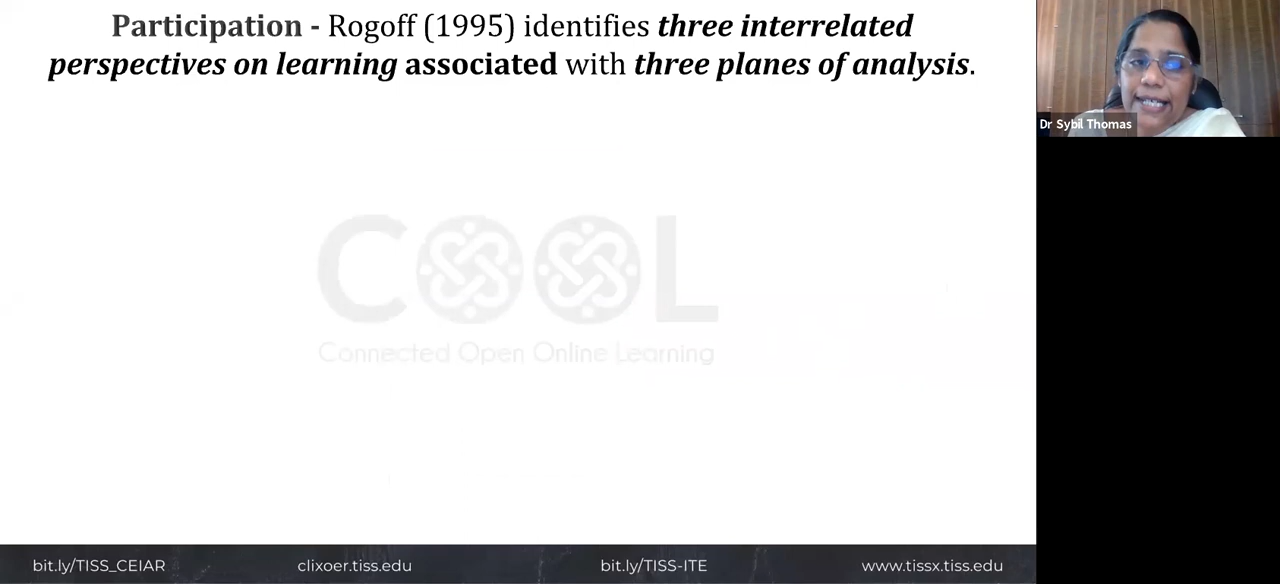 Participation - Rogoff (1995) identifies three interrelated
perspectives on learning associated with three planes of analysis.
Dr Sybil Thomas
COOL
Connected Open Online Learning
bit.ly/TISS_CEIAR
clixoer.tiss.edu
bit.ly/TISS-ITE
www.tissx.tiss.edu